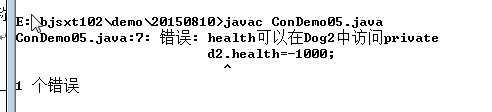 E:\bjsxt102\demo\20150810>javac ConDemo05.java
ConDemo05.java:7: 错误: health可以在Dog2中访问private
d2.health=-1000;
^
1 个错误